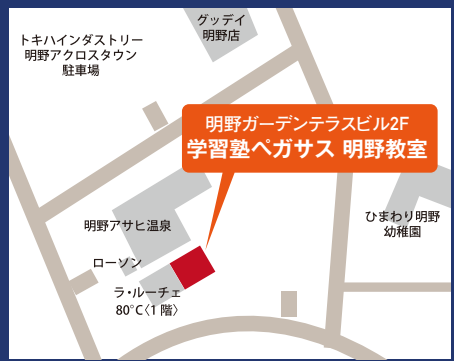 グッデイ
明野店
トキハインダストリー
明野アクロスタウン
駐車場
明野ガーデンテラスビル2F
学習塾ペガサス 明野教室
ひまわり明野
幼稚園
明野アサヒ温泉
ローソン
ラ・ルーチェ
80℃〈1階〉